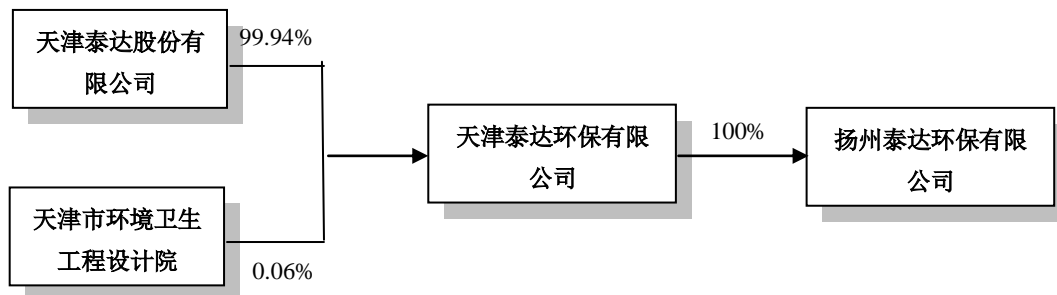 天津泰达股份有
限公司
99.94%
天津市环境卫生
工程设计院
0.06%
天津泰达环保有限
公司
100%
扬州泰达环保有限
公司